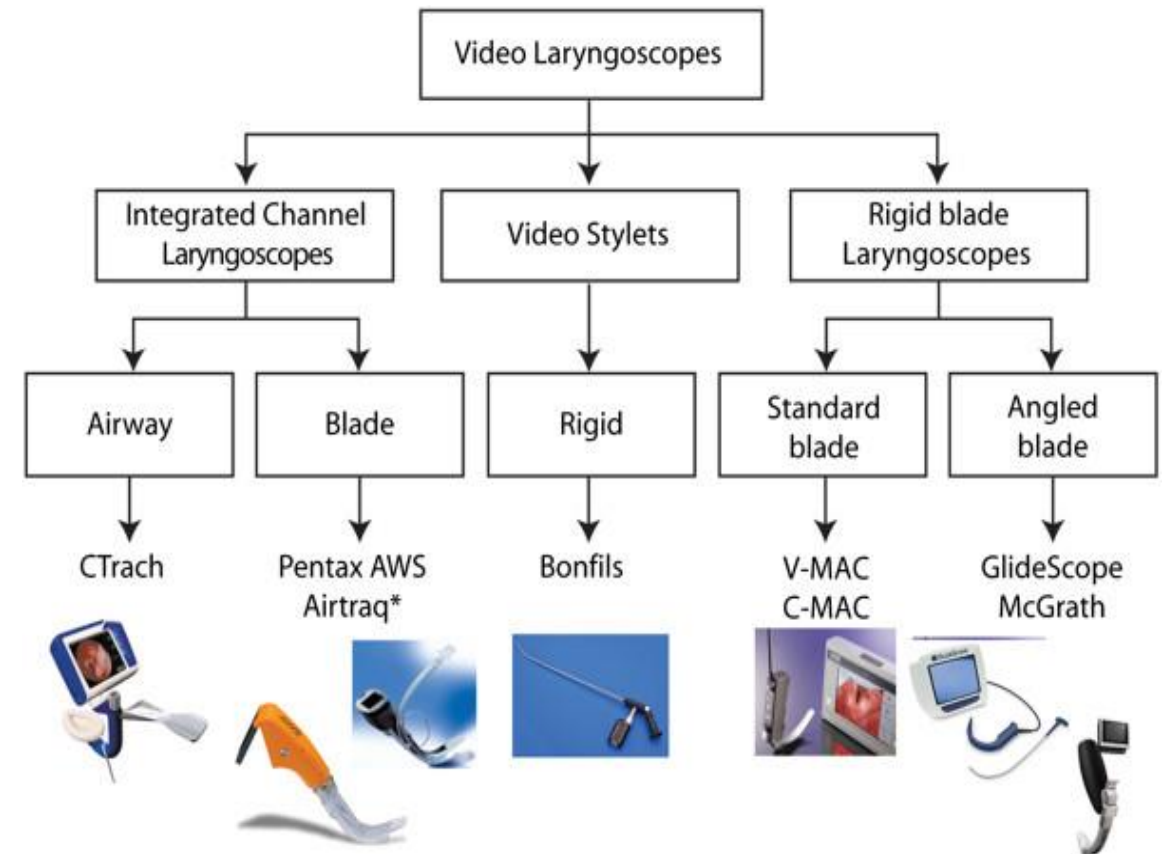 Video Laryngoscopes
Integrated Channel
Laryngoscopes
Video Stylets
Rigid blade
Laryngoscopes
Airway
Blade
Rigid
Standard
blade
Angled
blade
CTrach
Pentax AWS
Airtraq*
Bonfils
V-MAC
C-MAC
GlideScope
McGrath